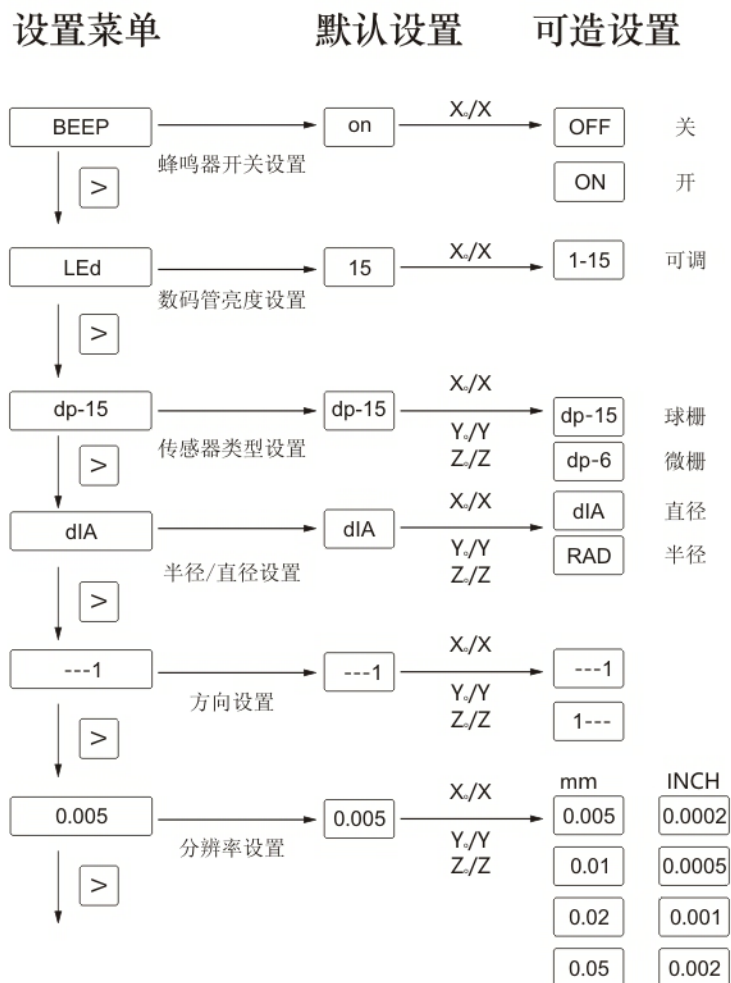 设置菜单 默认设置 可造设置
BEEP on X₀/X OFF 关
蜂鸣器开关设置
> ON 开
LEd 15 X₀/X 1-15 可调
数码管亮度设置
>
dp-15 dp-15 X₀/X dp-15 球栅
传感器类型设置 Y₀/Y
> Z₀/Z dp-6 微栅
dIA dIA X₀/X dIA 直径
半径/直径设置 Y₀/Y RAD 半径
> Z₀/Z
---1 ---1 X₀/X ---1
方向设置 Y₀/Y
> Z₀/Z 1---
mm INCH
0.005 0.005 X₀/X 0.005 0.0002
分辨率设置 Y₀/Y
Z₀/Z 0.01 0.0005
>
0.02 0.001
0.05 0.002